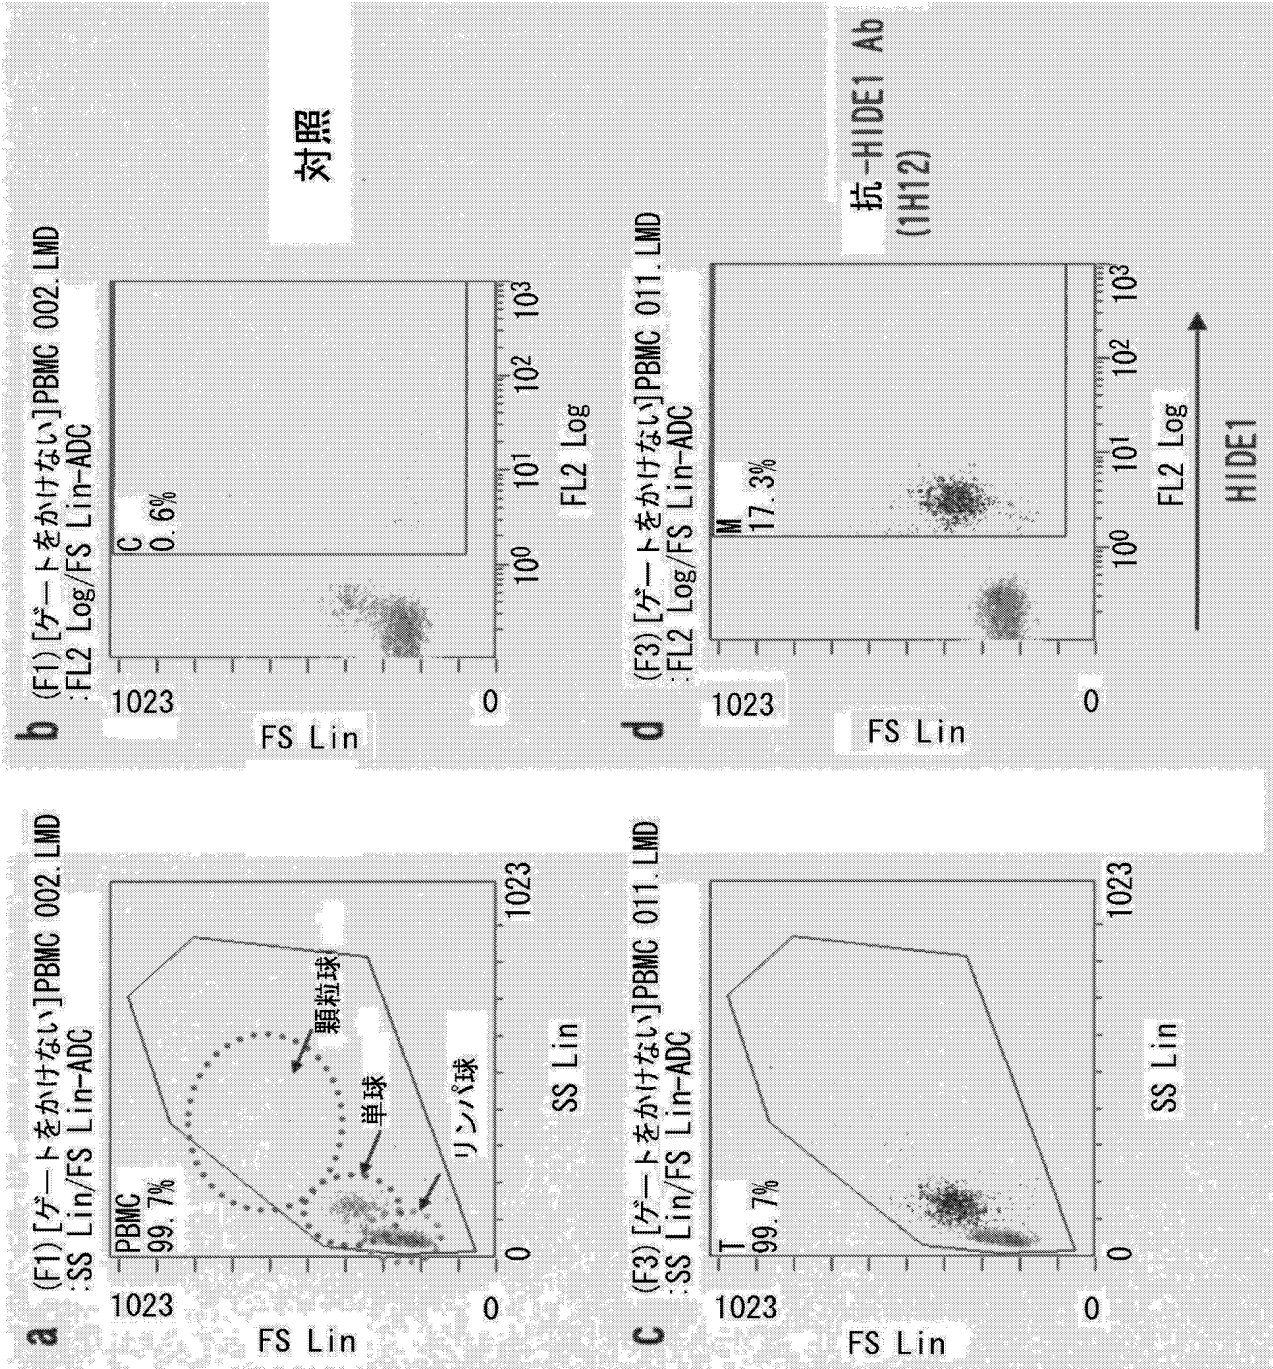 a
(F1)[ゲートをかけない]PBMC 002.LMD
:SS Lin/FS Lin-ADC
1023
FS Lin
0
PBMC
99.7%
顆粒球
単球
リンパ球
0
1023
SS Lin
b
(F1)[ゲートをかけない]PBMC 002.LMD
:FL2 Log/FS Lin-ADC
1023
FS Lin
0
C
0.6%
10⁰ 10¹ 10² 10³
FL2 Log
対照
c
(F3)[ゲートをかけない]PBMC 011.LMD
:SS Lin/FS Lin-ADC
1023
FS Lin
0
T
99.7%
0
1023
SS Lin
d
(F3)[ゲートをかけない]PBMC 011.LMD
:FL2 Log/FS Lin-ADC
1023
FS Lin
0
M
17.3%
10⁰ 10¹ 10² 10³
FL2 Log
HIDE1
抗-HIDE1 Ab
(1H12)